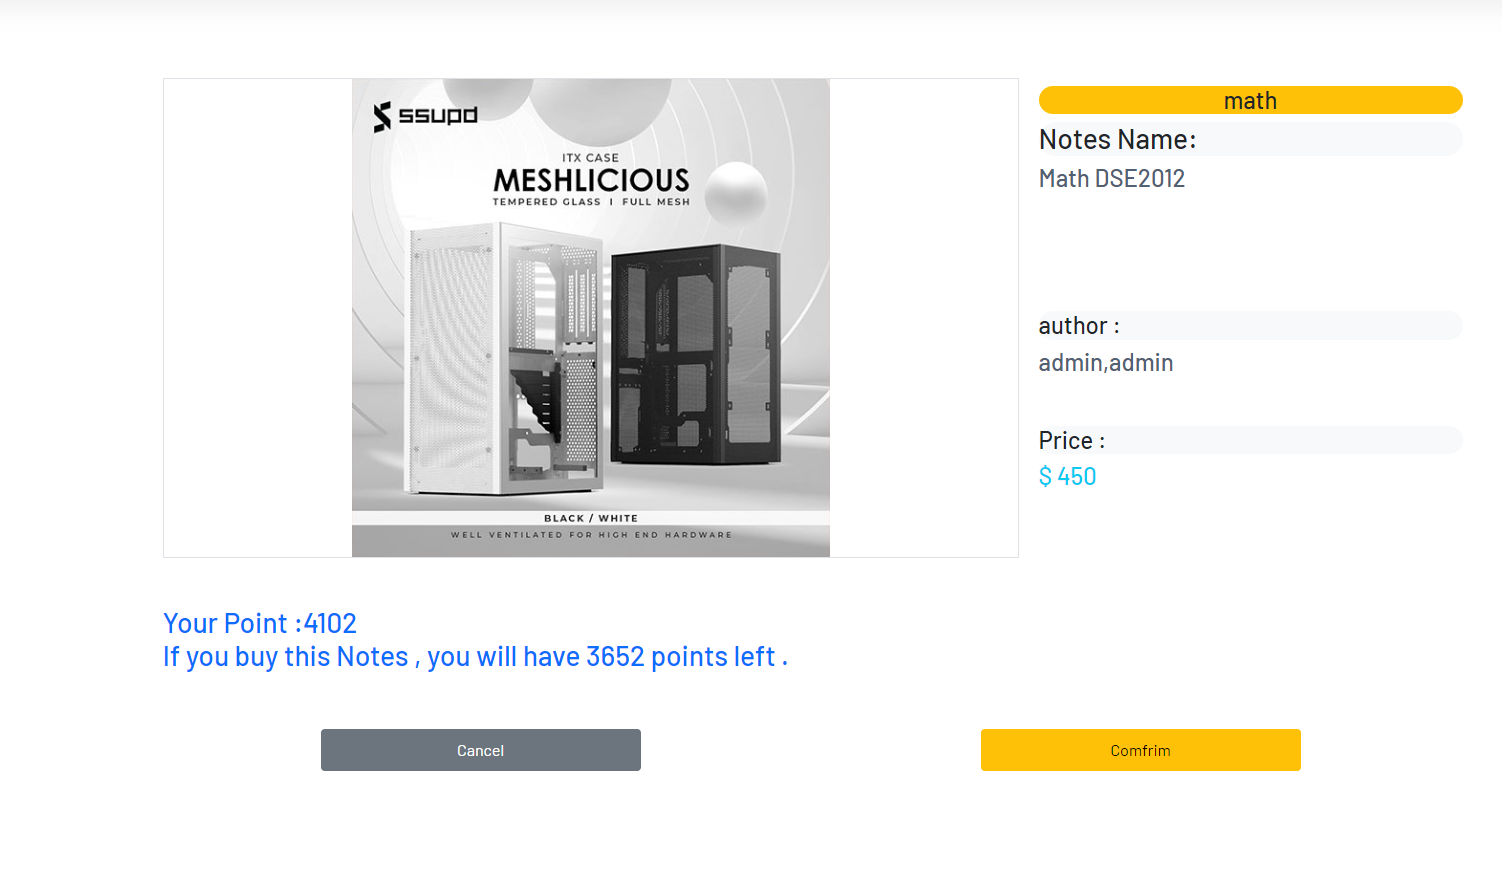 ssupd
ITX CASE
MESHLICIOUS
TEMPERED GLASS I FULL MESH
BLACK / WHITE
WELL VENTILATED FOR HIGH END HARDWARE
math
Notes Name:
Math DSE2012
author :
admin,admin
Price :
$ 450
Your Point :4102
If you buy this Notes , you will have 3652 points left .
Cancel
Comfrim